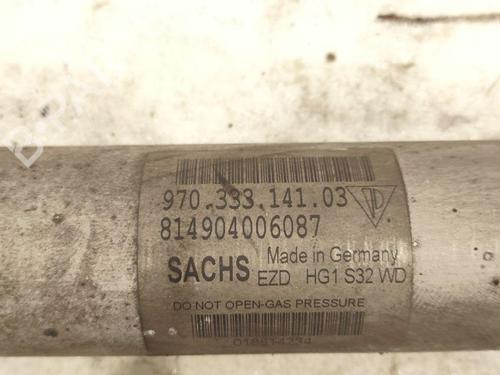 970.333.141.03
814904006087
SACHS Made in Germany
EZD HG1 S32 WD
DO NOT OPEN-GAS PRESSURE